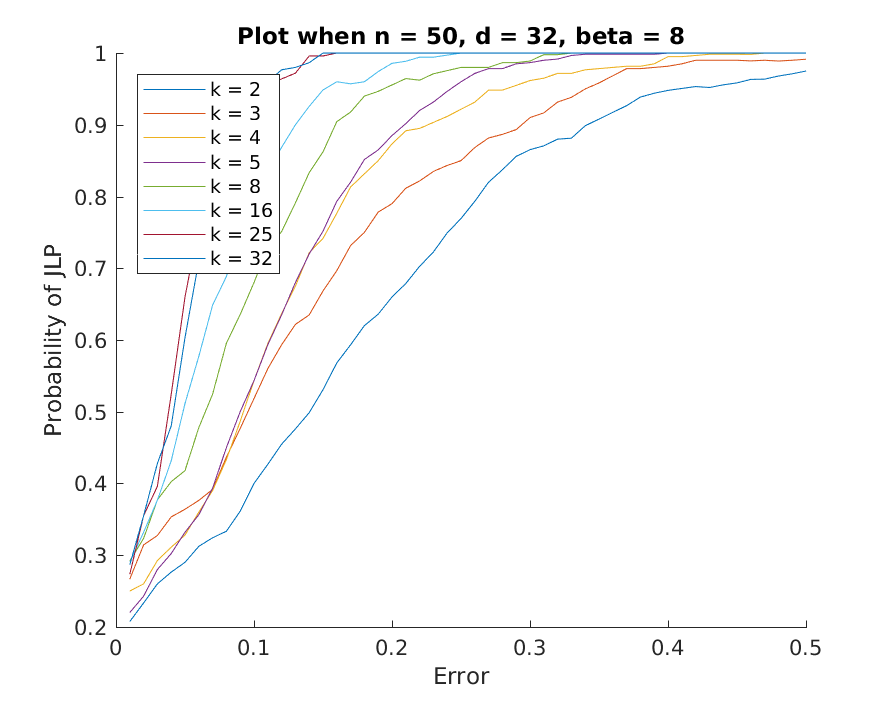 Plot when n = 50, d = 32, beta = 8
1
0.9
0.8
0.7
0.6
0.5
0.4
0.3
0.2
Probability of JLP
k = 2
k = 3
k = 4
k = 5
k = 8
k = 16
k = 25
k = 32
0
0.1
0.2
0.3
0.4
0.5
Error